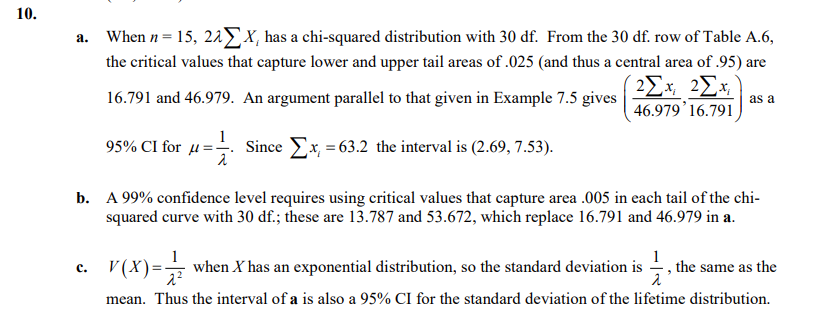 10.
a. When n = 15, 2λ∑Xᵢ has a chi-squared distribution with 30 df. From the 30 df. row of Table A.6,
the critical values that capture lower and upper tail areas of .025 (and thus a central area of .95) are
16.791 and 46.979. An argument parallel to that given in Example 7.5 gives (2∑xᵢ/46.979, 2∑xᵢ/16.791) as a
95% CI for μ = 1/λ. Since ∑xᵢ = 63.2 the interval is (2.69, 7.53).
b. A 99% confidence level requires using critical values that capture area .005 in each tail of the chi-
squared curve with 30 df.; these are 13.787 and 53.672, which replace 16.791 and 46.979 in a.
c. V(X) = 1/λ² when X has an exponential distribution, so the standard deviation is 1/λ, the same as the
mean. Thus the interval of a is also a 95% CI for the standard deviation of the lifetime distribution.